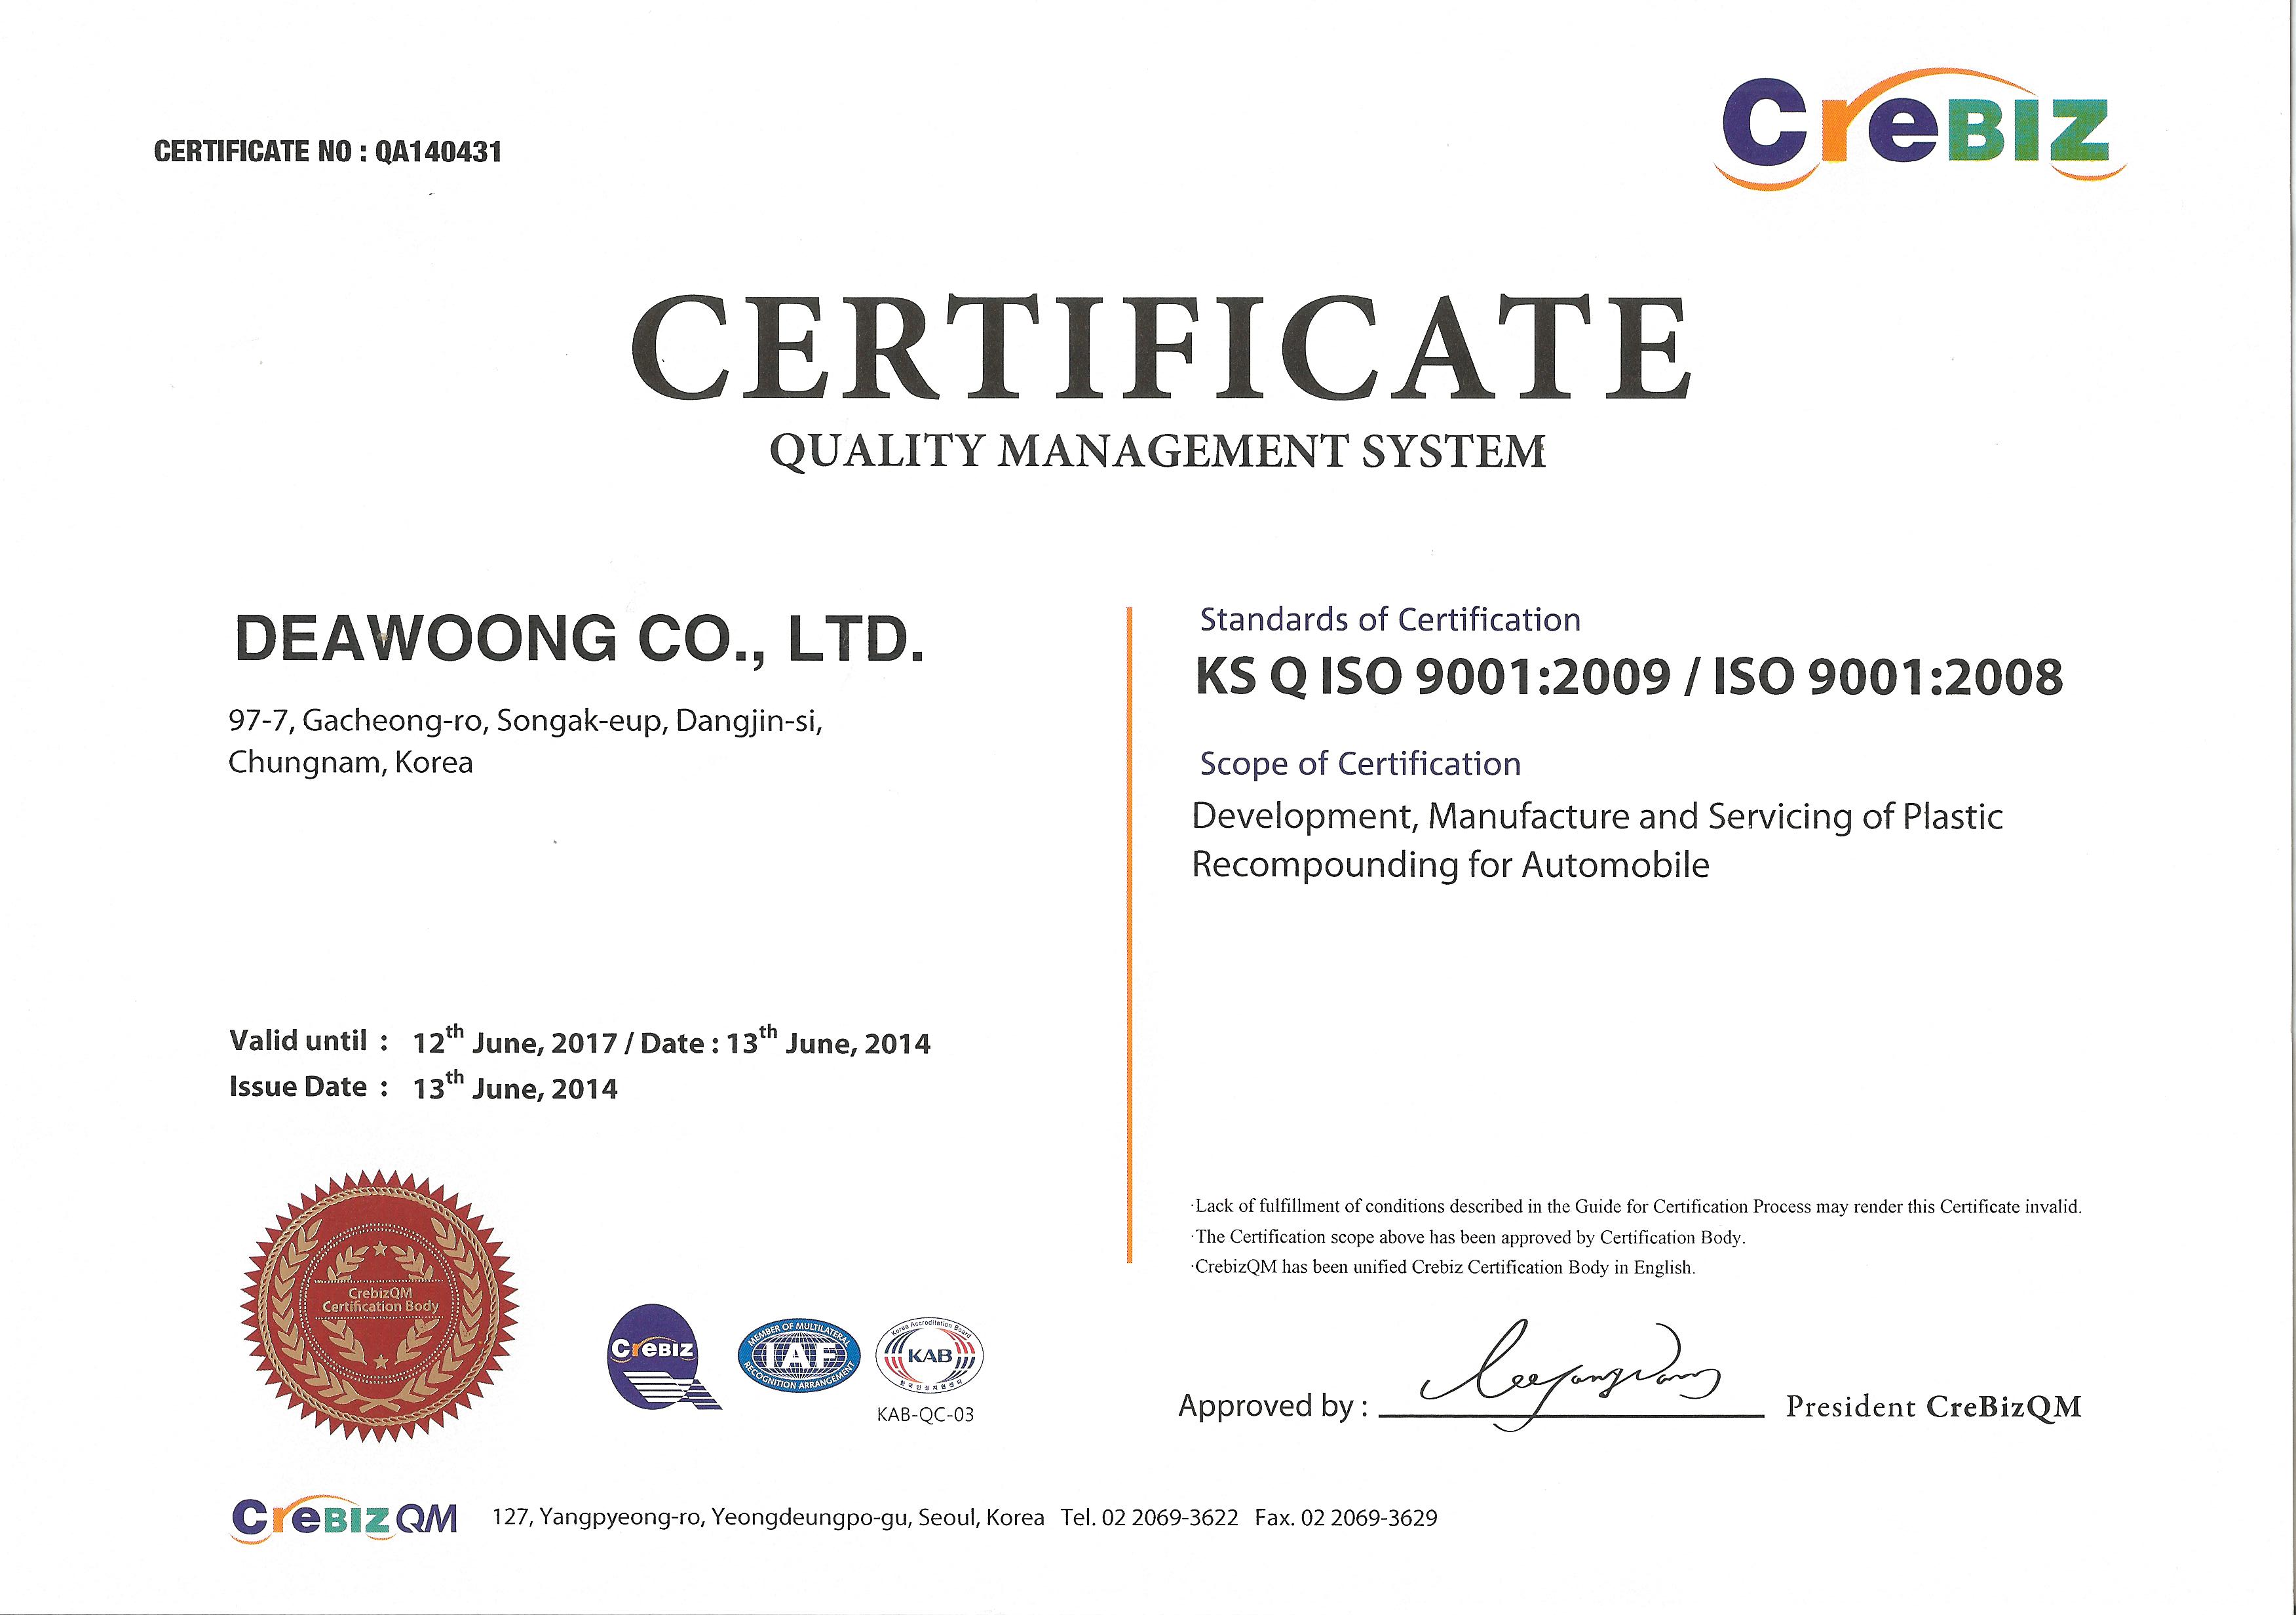 CreBIZ
CERTIFICATE NO : QA140431
CERTIFICATE
QUALITY MANAGEMENT SYSTEM
DEAWOONG CO., LTD.
97-7, Gacheong-ro, Songak-eup, Dangjin-si,
Chungnam, Korea
Valid until : 12th June, 2017 / Date : 13th June, 2014
Issue Date : 13th June, 2014
Standards of Certification
KS Q ISO 9001:2009 / ISO 9001:2008
Scope of Certification
Development, Manufacture and Servicing of Plastic
Recompounding for Automobile
·Lack of fulfillment of conditions described in the Guide for Certification Process may render this Certificate invalid.
·The Certification scope above has been approved by Certification Body.
·CrebizQM has been unified Crebiz Certification Body in English.
CrebizQM
Certification Body
CreBIZ
MEMBER OF MULTILATERAL
IAF
RECOGNITION ARRANGEMENT
Korea Accreditation Board
KAB
한국인정지원센터
KAB-QC-03
Approved by : President CreBizQM
CreBIZ QM 127, Yangpyeong-ro, Yeongdeungpo-gu, Seoul, Korea Tel. 02 2069-3622 Fax. 02 2069-3629